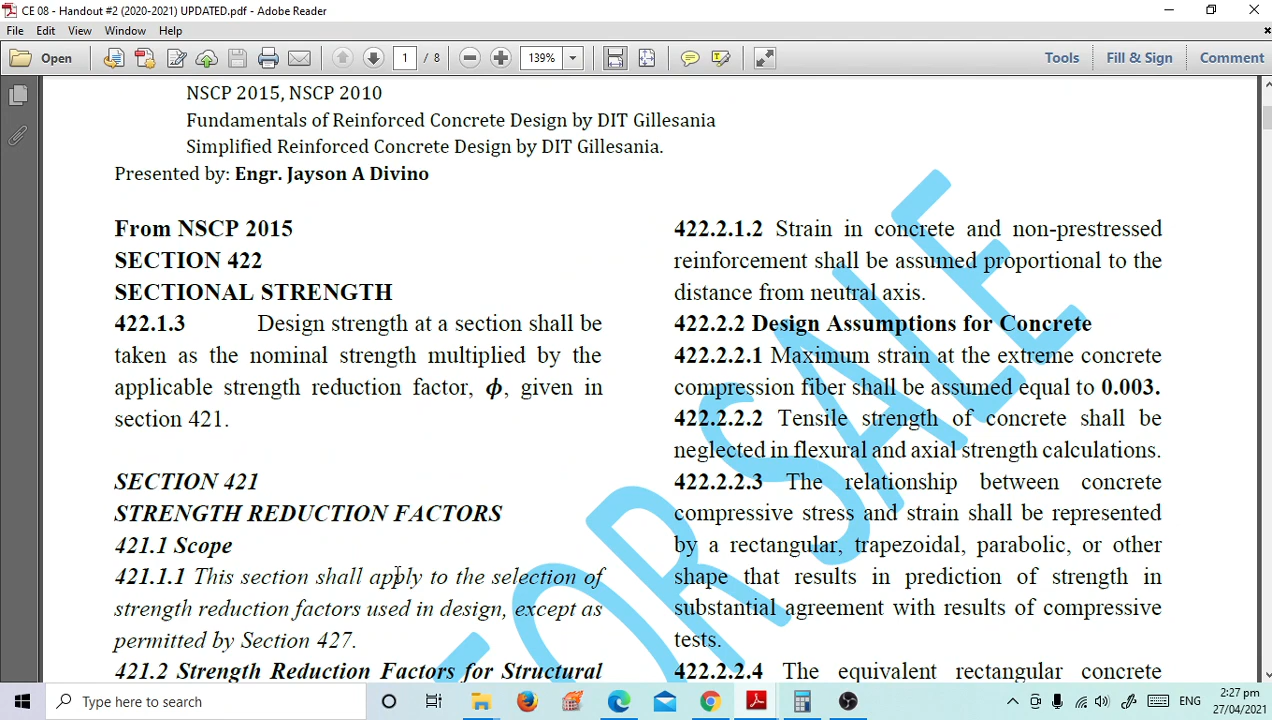 CE 08 - Handout #2 (2020-2021) UPDATED.pdf - Adobe Reader
File Edit View Window Help
Open 1 / 8 139% Tools Fill & Sign Comment
NSCP 2015, NSCP 2010
Fundamentals of Reinforced Concrete Design by DIT Gillesania
Simplified Reinforced Concrete Design by DIT Gillesania.
Presented by: Engr. Jayson A Divino
From NSCP 2015
SECTION 422
SECTIONAL STRENGTH
422.1.3 Design strength at a section shall be
taken as the nominal strength multiplied by the
applicable strength reduction factor, ϕ, given in
section 421.
SECTION 421
STRENGTH REDUCTION FACTORS
421.1 Scope
421.1.1 This section shall apply to the selection of
strength reduction factors used in design, except as
permitted by Section 427.
421.2 Strength Reduction Factors for Structural
422.2.1.2 Strain in concrete and non-prestressed
reinforcement shall be assumed proportional to the
distance from neutral axis.
422.2.2 Design Assumptions for Concrete
422.2.2.1 Maximum strain at the extreme concrete
compression fiber shall be assumed equal to 0.003.
422.2.2.2 Tensile strength of concrete shall be
neglected in flexural and axial strength calculations.
422.2.2.3 The relationship between concrete
compressive stress and strain shall be represented
by a rectangular, trapezoidal, parabolic, or other
shape that results in prediction of strength in
substantial agreement with results of compressive
tests.
422.2.2.4 The equivalent rectangular concrete
FOR SALE
Type here to search
ENG
2:27 pm
27/04/2021